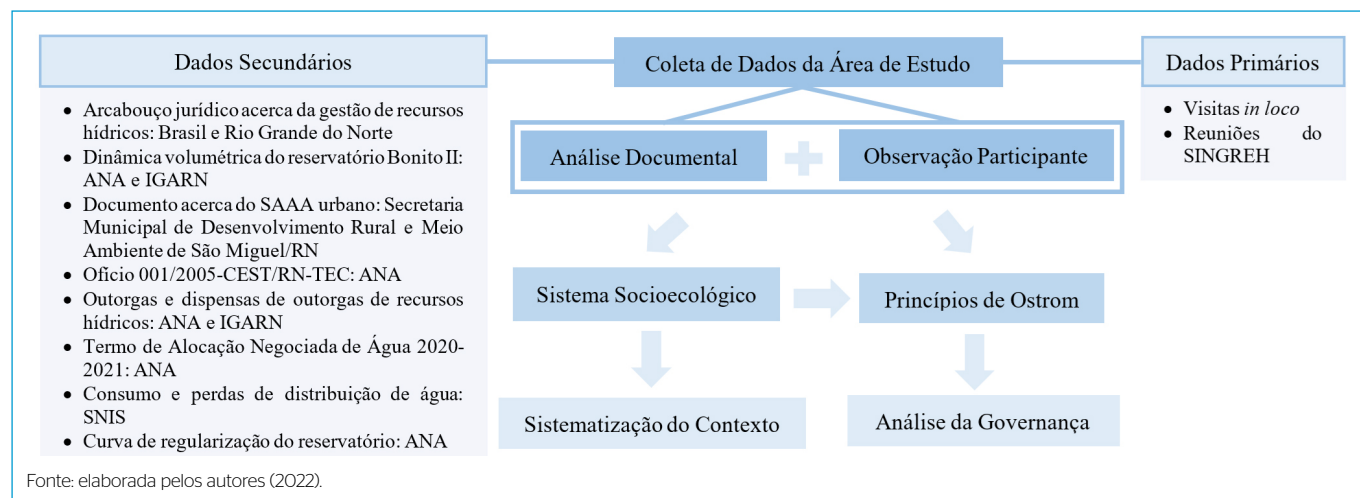 Dados Secundários
• Arcabouço jurídico acerca da gestão de recursos
hídricos: Brasil e Rio Grande do Norte
• Dinâmica volumétrica do reservatório Bonito II:
ANA e IGARN
• Documento acerca do SAAA urbano: Secretaria
Municipal de Desenvolvimento Rural e Meio
Ambiente de São Miguel/RN
• Ofício 001/2005-CEST/RN-TEC: ANA
• Outorgas e dispensas de outorgas de recursos
hídricos: ANA e IGARN
• Termo de Alocação Negociada de Água 2020-
2021: ANA
• Consumo e perdas de distribuição de água:
SNIS
• Curva de regularização do reservatório: ANA
Coleta de Dados da Área de Estudo
Análise Documental
Observação Participante
Sistema Socioecológico
Princípios de Ostrom
Sistematização do Contexto
Análise da Governança
Dados Primários
• Visitas in loco
• Reuniões do
SINGREH
Fonte: elaborada pelos autores (2022).